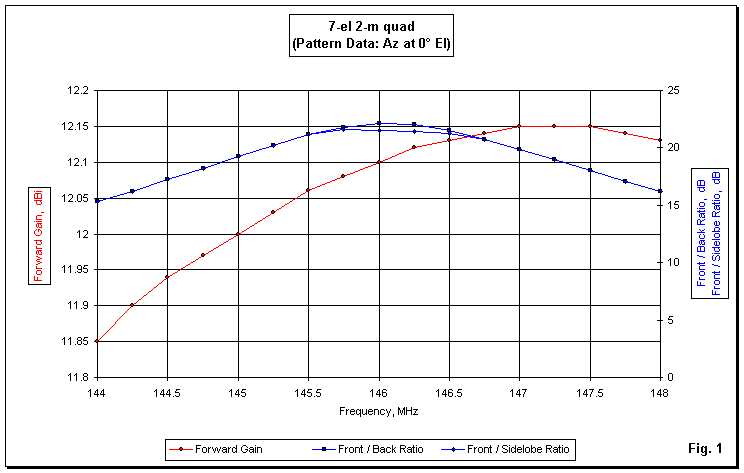 7-el 2-m quad
(Pattern Data: Az at 0° El)
12.2
12.15
12.1
12.05
12
11.95
11.9
11.85
11.8
Forward Gain, dBi
25
20
15
10
5
0
Front / Back Ratio, dB
Front / Sidelobe Ratio, dB
144 144.5 145 145.5 146 146.5 147 147.5 148
Frequency, MHz
Forward Gain Front / Back Ratio Front / Sidelobe Ratio
Fig. 1